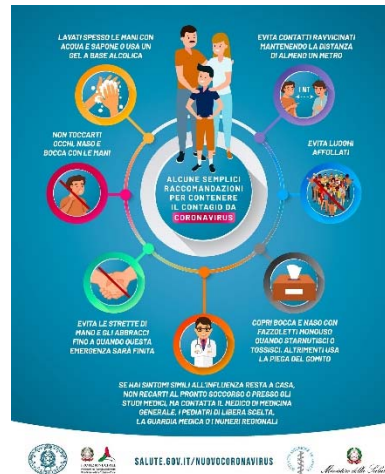 LAVATI SPESSO LE MANI CON
ACQUA E SAPONE O USA UN
GEL A BASE ALCOLICA
EVITA CONTATTI RAVVICINATI
MANTENENDO LA DISTANZA
DI ALMENO UN METRO
1 MT
NON TOCCARTI
OCCHI, NASO E
BOCCA CON LE MANI
EVITA LUOGHI
AFFOLLATI
ALCUNE SEMPLICI
RACCOMANDAZIONI
PER CONTENERE
IL CONTAGIO DA
CORONAVIRUS
EVITA LE STRETTE DI
MANO E GLI ABBRACCI
FINO A QUANDO QUESTA
EMERGENZA SARÀ FINITA
COPRI BOCCA E NASO CON
FAZZOLETTI MONOUSO
QUANDO STARNUTISCI O
TOSSISCI. ALTRIMENTI USA
LA PIEGA DEL GOMITO
SE HAI SINTOMI SIMILI ALL'INFLUENZA RESTA A CASA,
NON RECARTI AL PRONTO SOCCORSO O PRESSO GLI
STUDI MEDICI, MA CONTATTA IL MEDICO DI MEDICINA
GENERALE, I PEDIATRI DI LIBERA SCELTA,
LA GUARDIA MEDICA O I NUMERI REGIONALI
SALUTE.GOV.IT/NUOVOCORONAVIRUS
Ministero della Salute